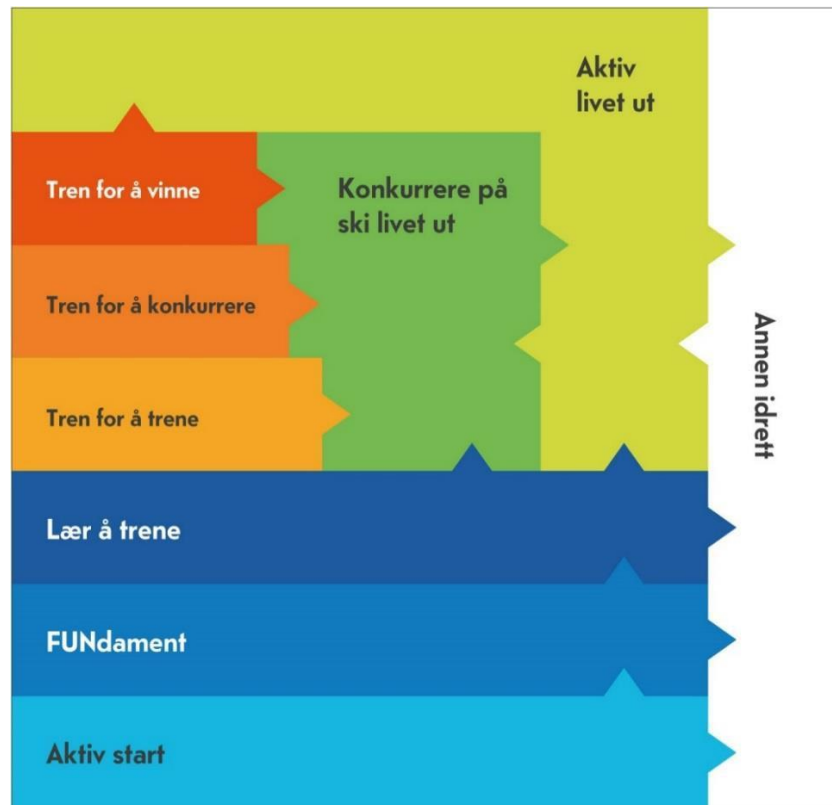 Aktiv
livet ut
Tren for å vinne
Konkurrere på
ski livet ut
Tren for å konkurrere
Annen idrett
Tren for å trene
Lær å trene
FUNdament
Aktiv start